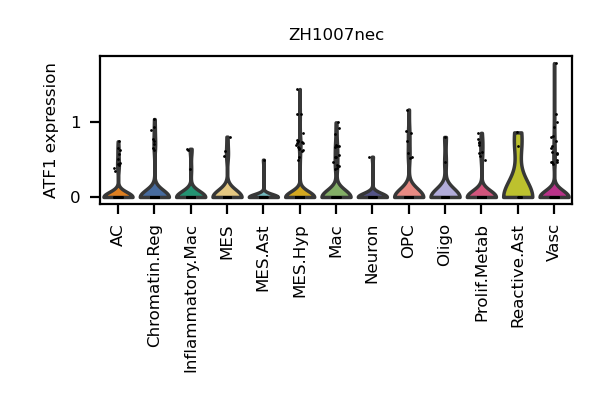 ZH1007nec
ATF1 expression
1
0
AC
Chromatin.Reg
Inflammatory.Mac
MES
MES.Ast
MES.Hyp
Mac
Neuron
OPC
Oligo
Prolif.Metab
Reactive.Ast
Vasc